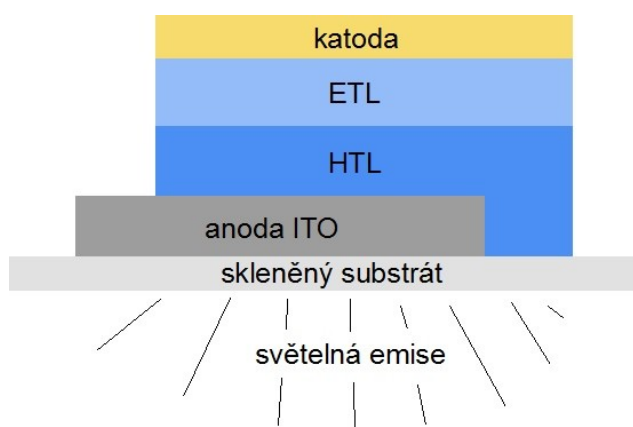 katoda
ETL
HTL
anoda ITO
skleněný substrát
světelná emise